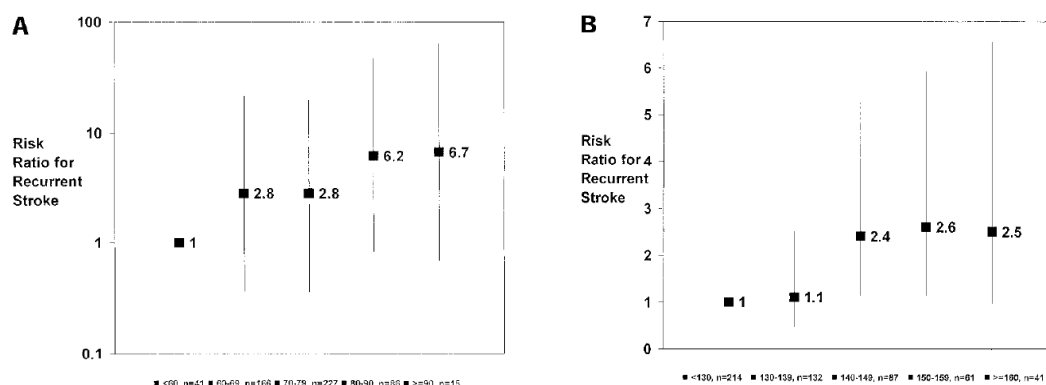 A
100
10
1
0.1
Risk
Ratio for
Recurrent
Stroke
1
2.8
2.8
6.2
6.7
<60, n=41 60-69, n=166 70-79, n=227 80-90, n=86 >=90, n=15
B
7
6
5
4
3
2
1
0
Risk
Ratio for
Recurrent
Stroke
1
1.1
2.4
2.6
2.5
<130, n=214 130-139, n=132 140-149, n=87 150-159, n=61 >=160, n=41